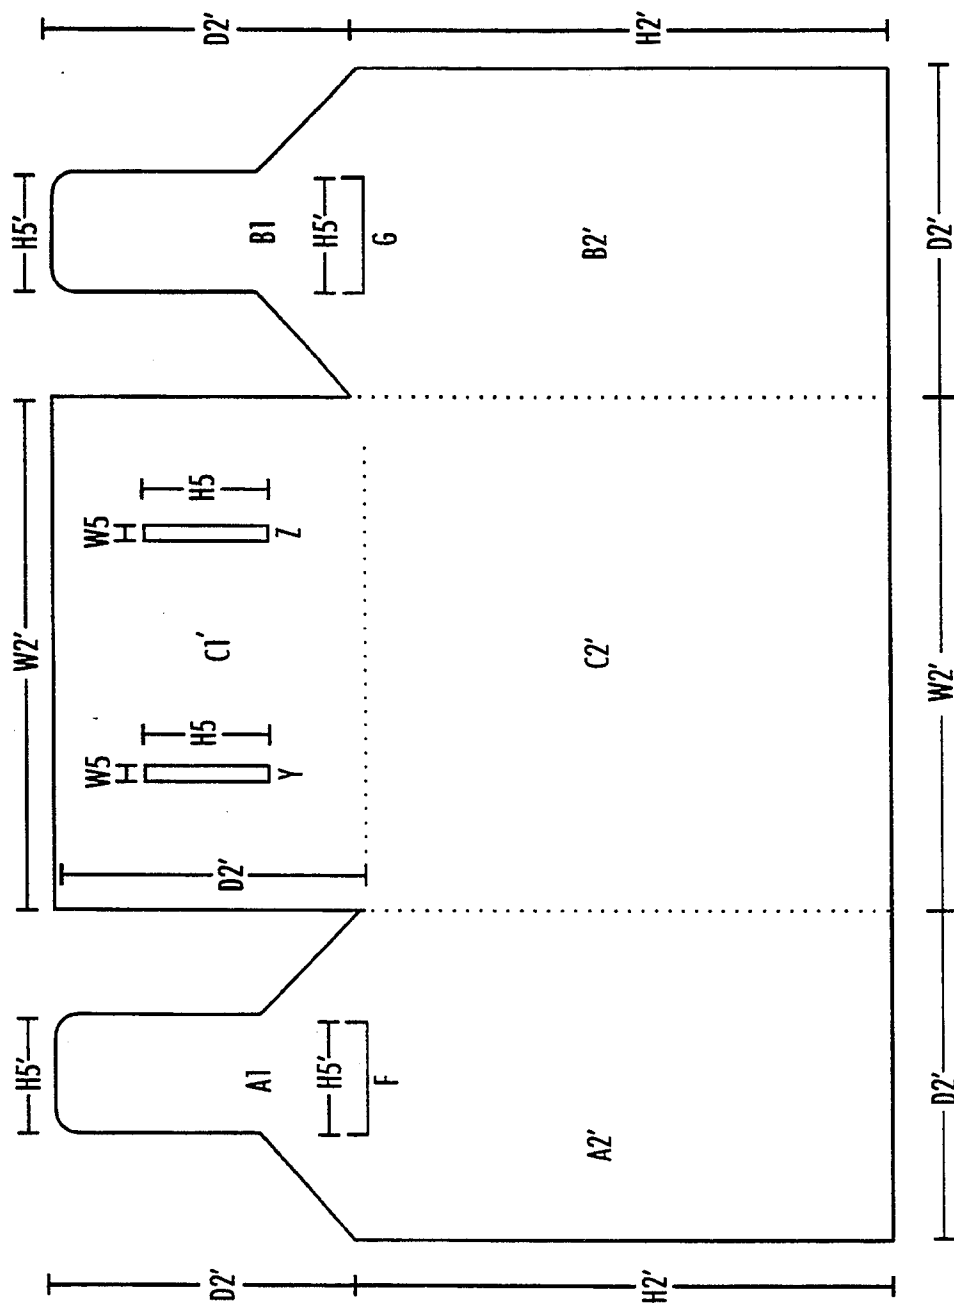 H5' W2' H5'
W5 W5
H5 H5
D2' C1' D2'
D2'
A1 B1
Y Z
H5' H5'
F G
A2' C2' B2'
H2' H2'
D2' W2' D2'